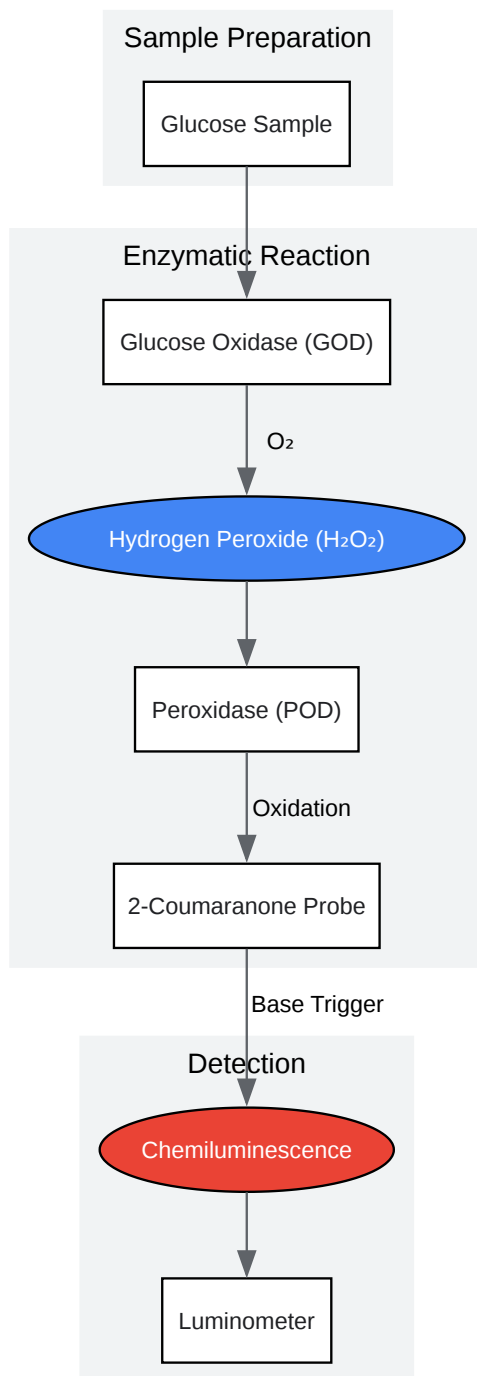 Sample Preparation
Glucose Sample
Enzymatic Reaction
Glucose Oxidase (GOD)
O₂
Hydrogen Peroxide (H₂O₂)
Peroxidase (POD)
Oxidation
2-Coumaranone Probe
Base Trigger
Detection
Chemiluminescence
Luminometer